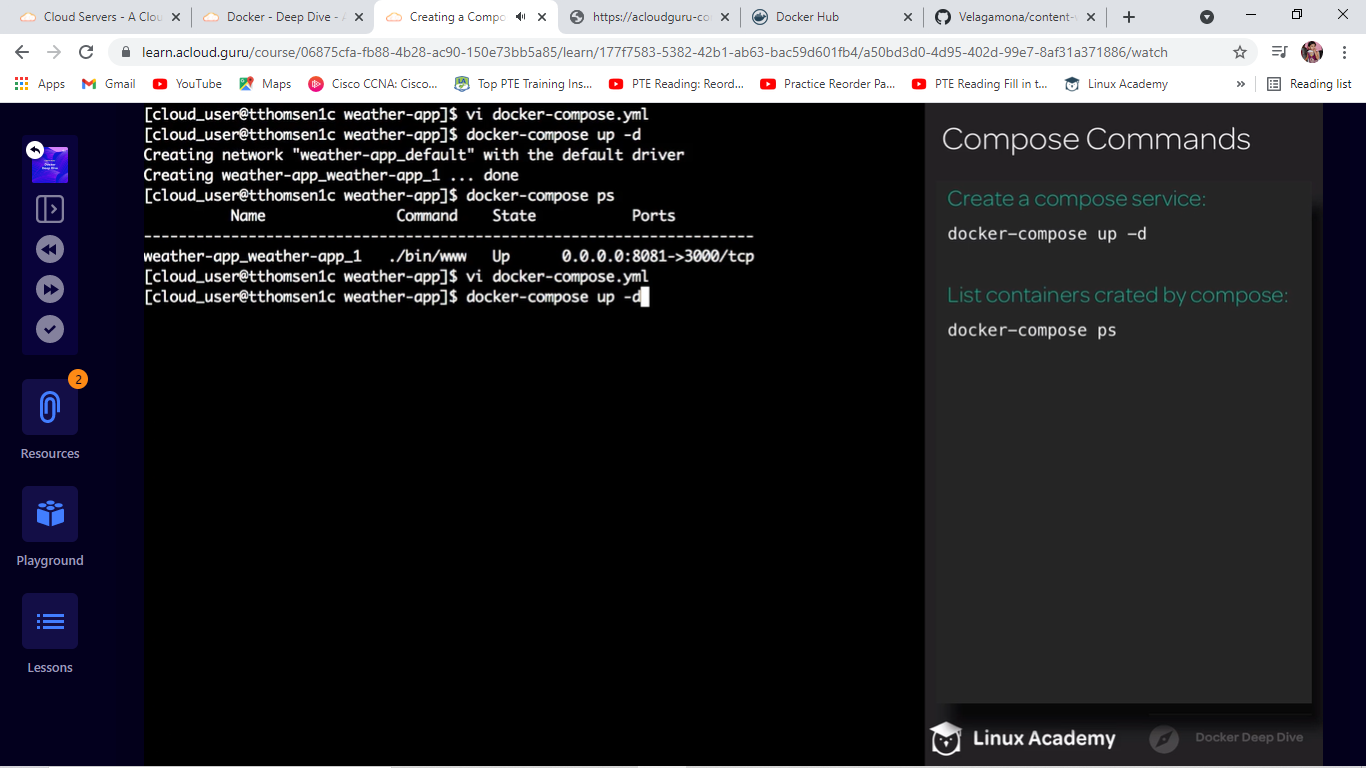 Cloud Servers - A Clou
Docker - Deep Dive - A
Creating a Compo
https://acloudguru-co
Docker Hub
Velagamona/content-
learn.acloud.guru/course/06875cfa-fb88-4b28-ac90-150e73bb5a85/learn/177f7583-5382-42b1-ab63-bac59d601fb4/a50bd3d0-4d95-402d-99e7-8af31a371886/watch
Apps
Gmail
YouTube
Maps
Cisco CCNA: Cisco...
Top PTE Training Ins...
PTE Reading: Reord...
Practice Reorder Pa...
PTE Reading Fill in t...
Linux Academy
»
Reading list
[cloud_user@tthomsen1c weather-app]$ vi docker-compose.yml
[cloud_user@tthomsen1c weather-app]$ docker-compose up -d
Creating network "weather-app_default" with the default driver
Creating weather-app_weather-app_1 ... done
[cloud_user@tthomsen1c weather-app]$ docker-compose ps
Name Command State Ports
----------------------------------------------------------------------
weather-app_weather-app_1 ./bin/www Up 0.0.0.0:8081->3000/tcp
[cloud_user@tthomsen1c weather-app]$ vi docker-compose.yml
[cloud_user@tthomsen1c weather-app]$ docker-compose up -d
Docker
Deep Dive
2
Resources
Playground
Lessons
Compose Commands
Create a compose service:
docker-compose up -d
List containers crated by compose:
docker-compose ps
Linux Academy
Docker Deep Dive